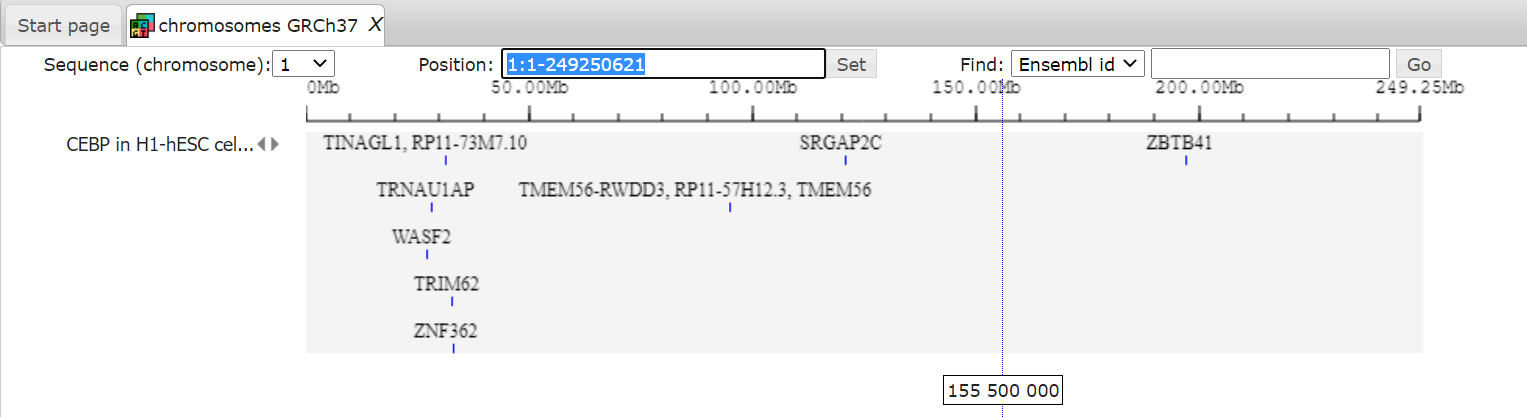 Start page chromosomes GRCh37 X
Sequence (chromosome): 1 Position: 1:1-249250621 Set Find: Ensembl id Go
0Mb 50.00Mb 100.00Mb 150.00Mb 200.00Mb 249.25Mb
CEBP in H1-hESC cel... TINAGL1, RP11-73M7.10 SRGAP2C ZBTB41
TRNAU1AP TMEM56-RWDD3, RP11-57H12.3, TMEM56
WASF2
TRIM62
ZNF362
155 500 000